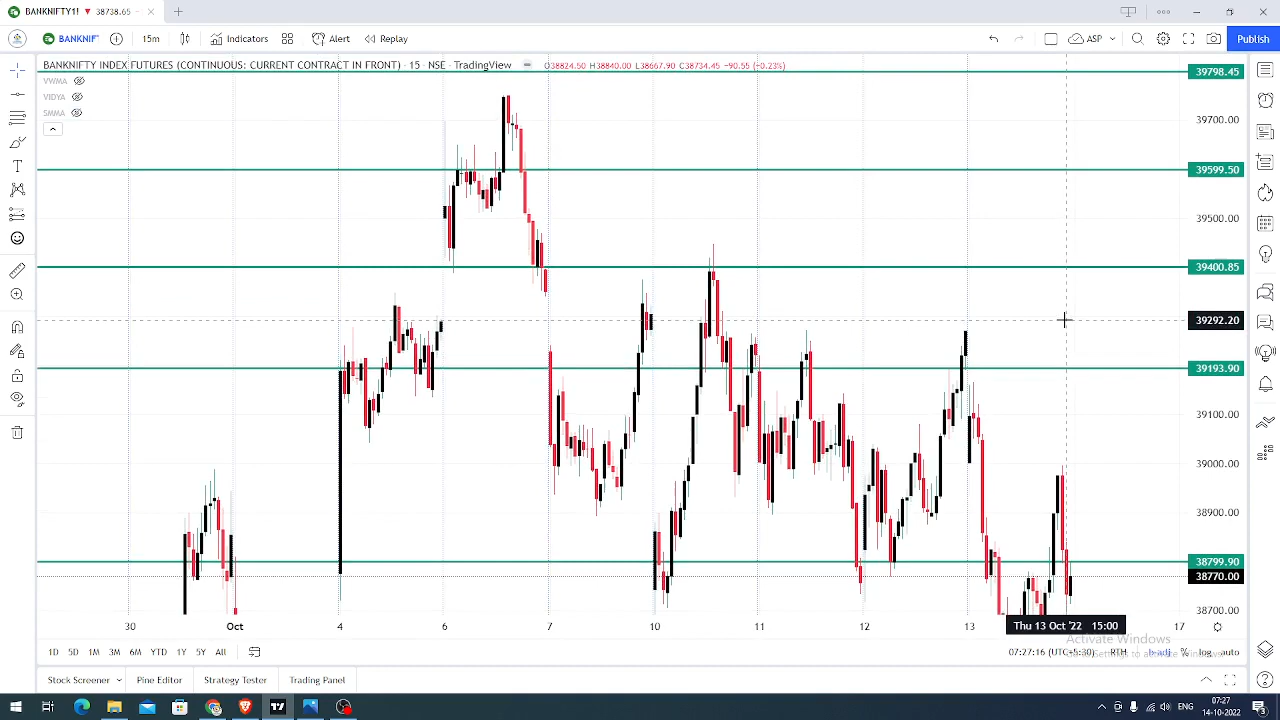 BANKNIFTY1! ▼ 38738.65 −
BANKNIF 15m Indicators Alert Replay ASP Publish
BANKNIFTY INDEX FUTURES (CONTINUOUS: CURRENT CONTRACT IN FRONT) · 15 · NSE · TradingView O38824.50 H38840.00 L38667.90 C38734.45 −90.55 (−0.23%)
VWMA
VIDYA
SMMA
39798.45
39700.00
39599.50
39500.00
39400.85
39292.20
39193.90
39100.00
39000.00
38900.00
38799.90
38770.00
38700.00
30 Oct 4 6 7 10 11 12 13 Thu 13 Oct '22 15:00 17
Activate Windows
1D 5D 1M 3M 6M YTD 1Y 5Y All 07:27:16 (UTC+5:30) RTH % log auto
Stock Screener Pine Editor Strategy Tester Trading Panel
07:27
ENG
14-10-2022